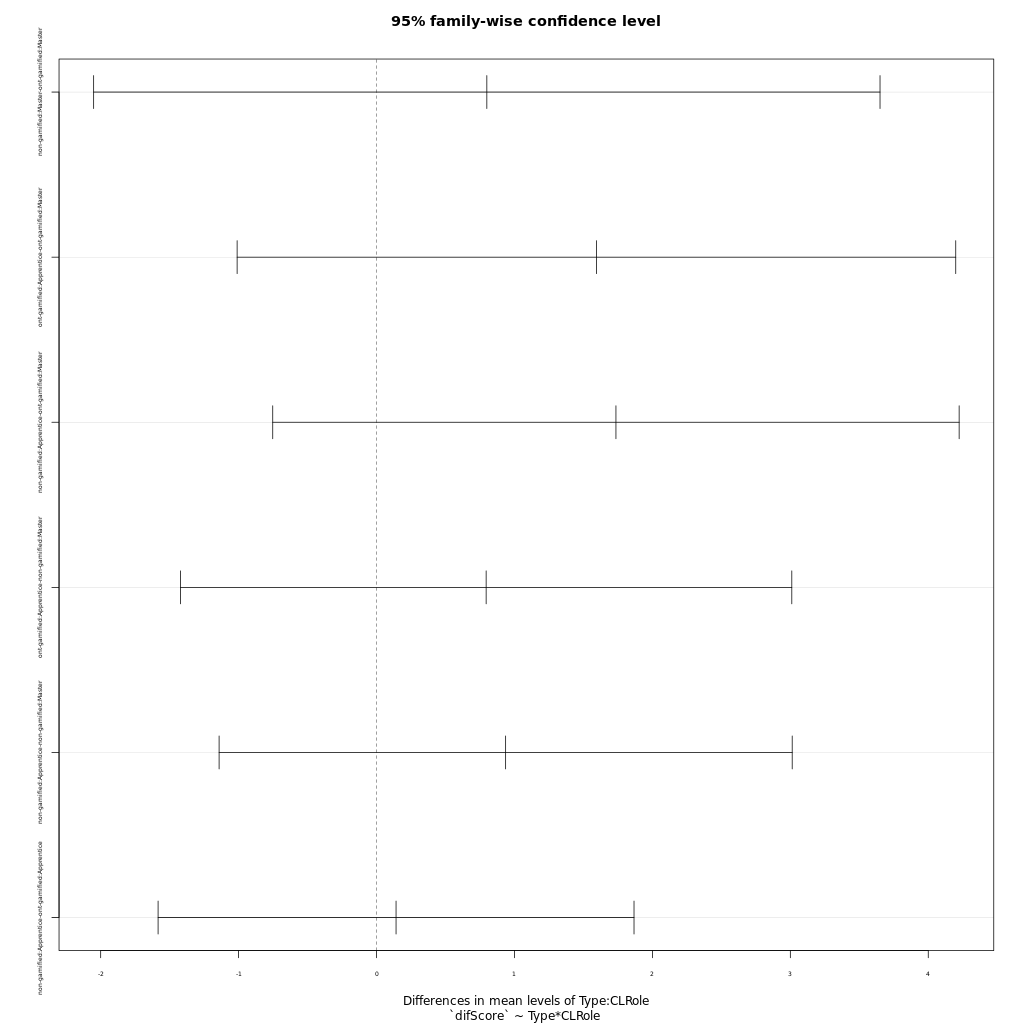 95% family-wise confidence level
non-gamified:Master-ont-gamified:Master
ont-gamified:Apprentice-ont-gamified:Master
non-gamified:Apprentice-ont-gamified:Master
ont-gamified:Apprentice-non-gamified:Master
non-gamified:Apprentice-non-gamified:Master
non-gamified:Apprentice-ont-gamified:Apprentice
-2 -1 0 1 2 3 4
Differences in mean levels of Type:CLRole
`difScore` ~ Type*CLRole